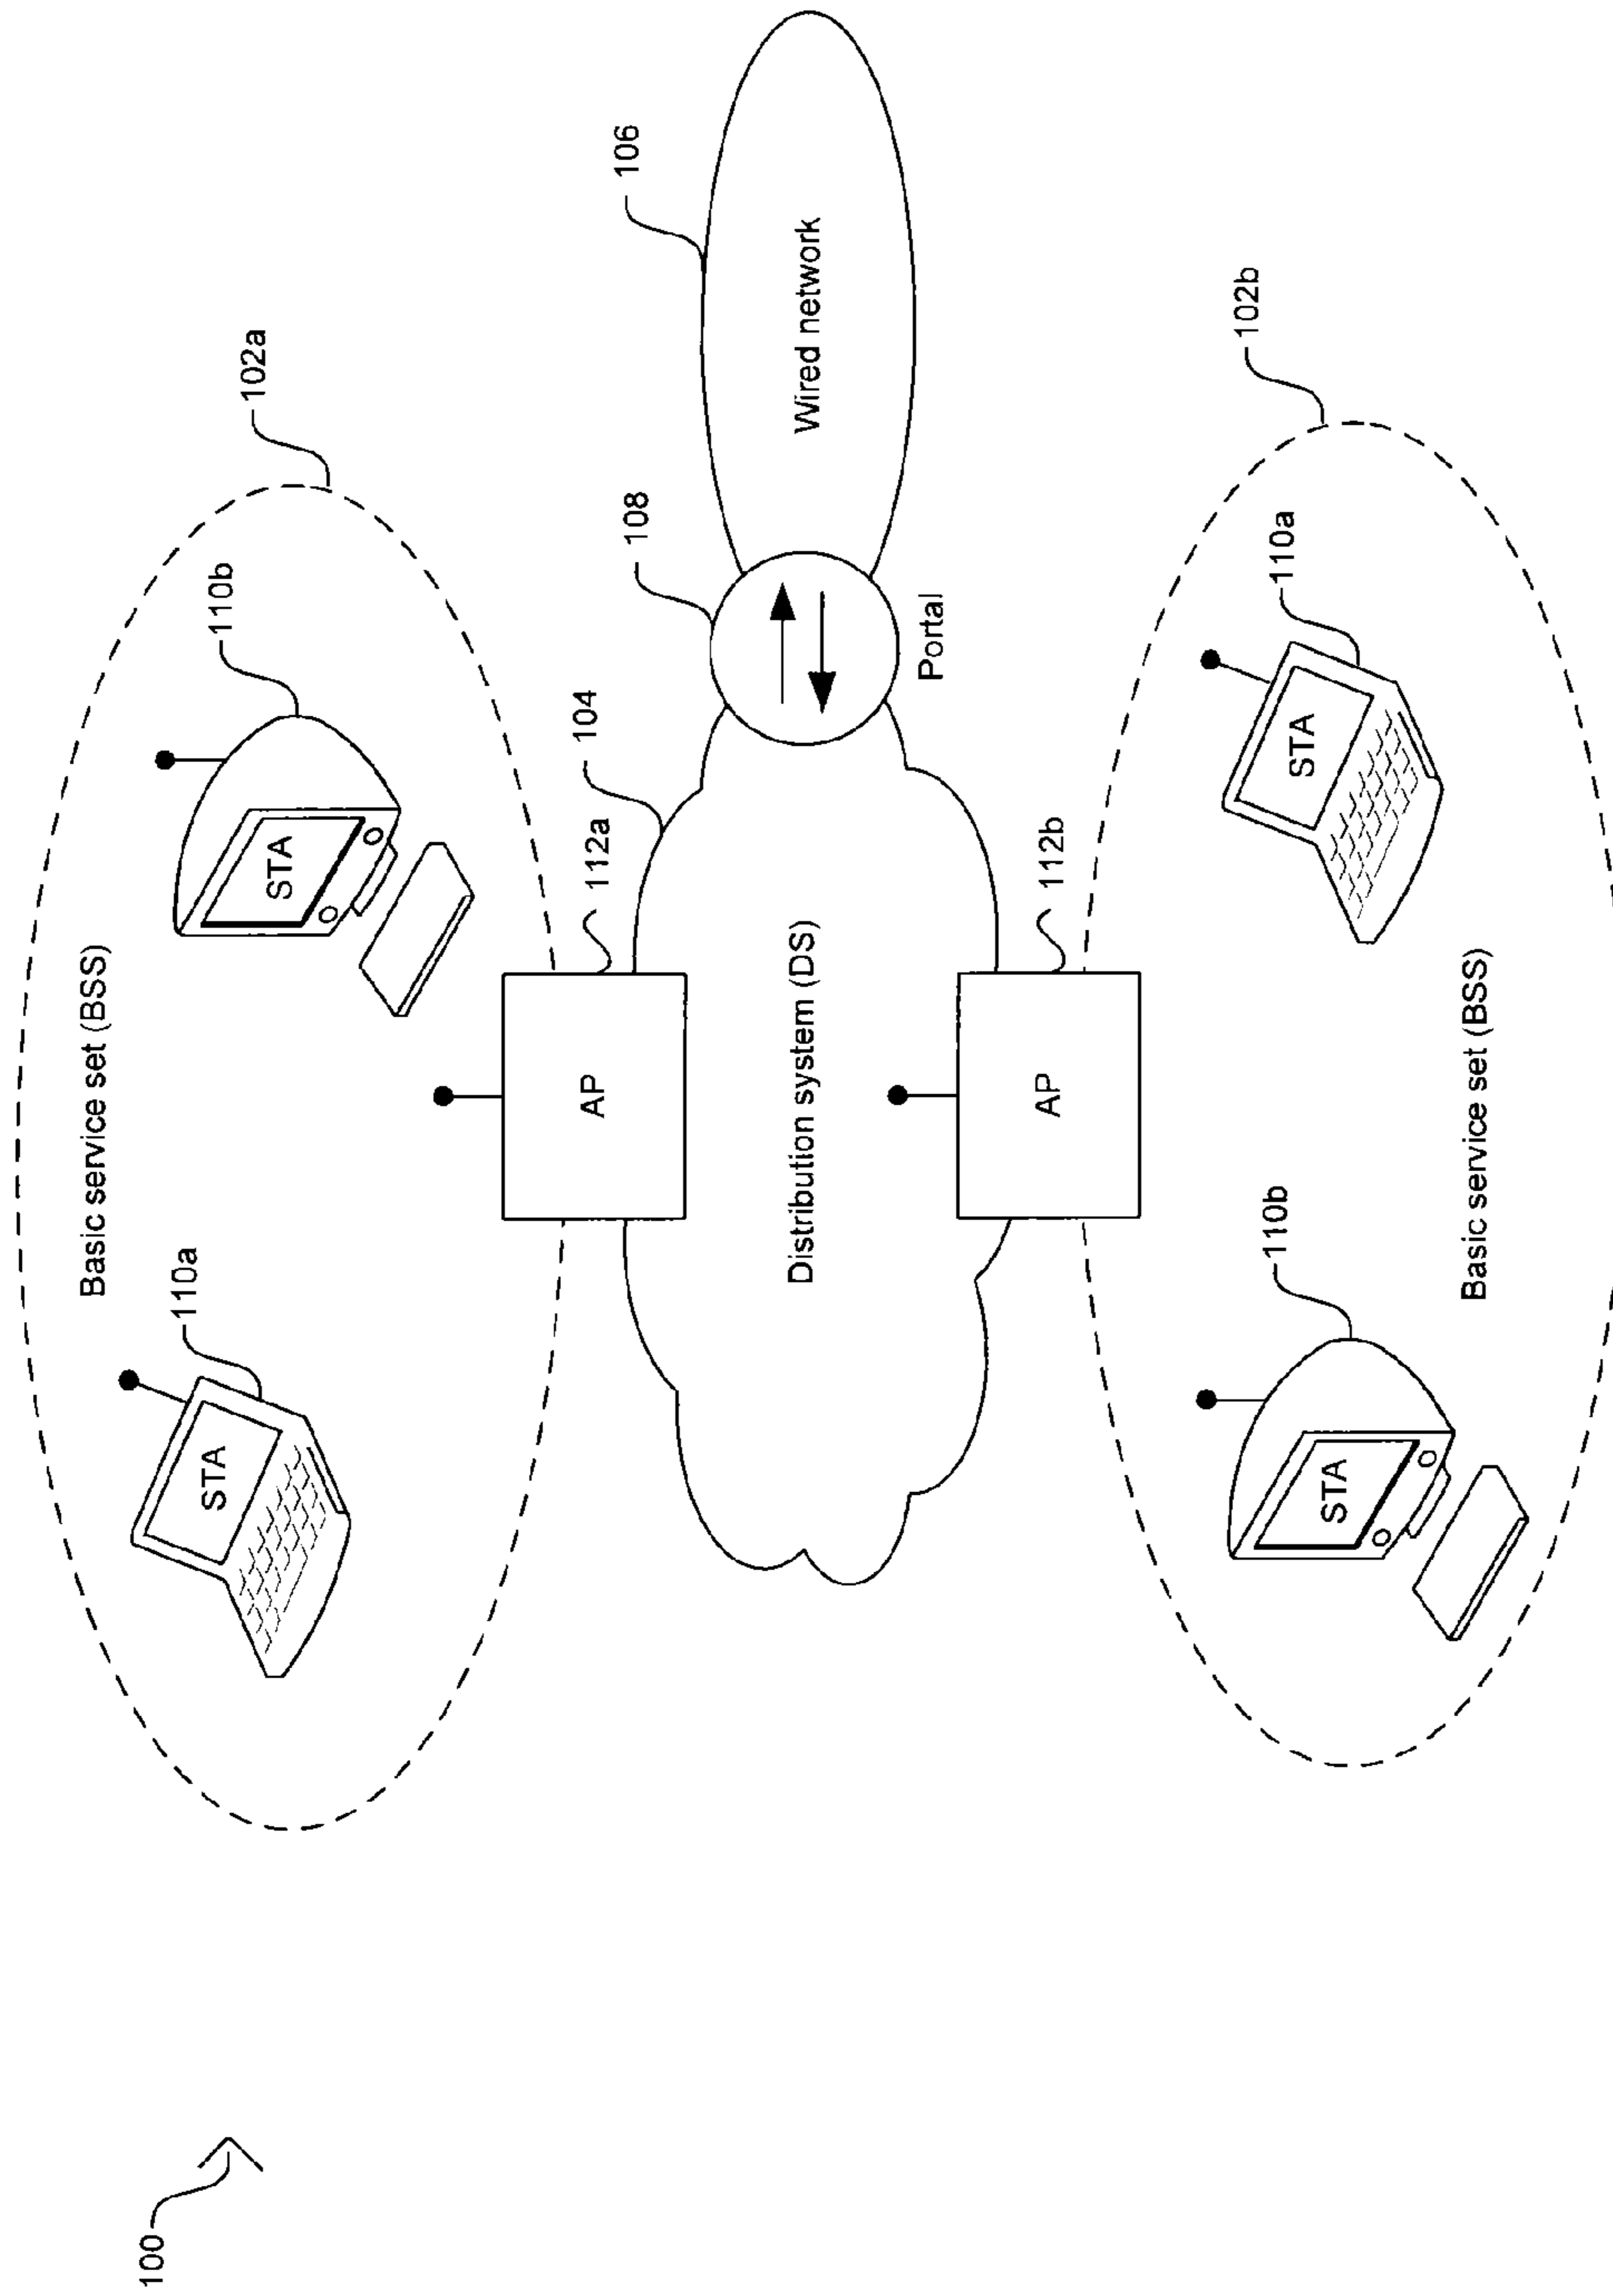 100
102a
Basic service set (BSS)
110a
STA
110b
STA
AP
112a
104
108
106
Distribution system (DS)
Portal
Wired network
AP
112b
102b
110b
STA
110a
STA
Basic service set (BSS)